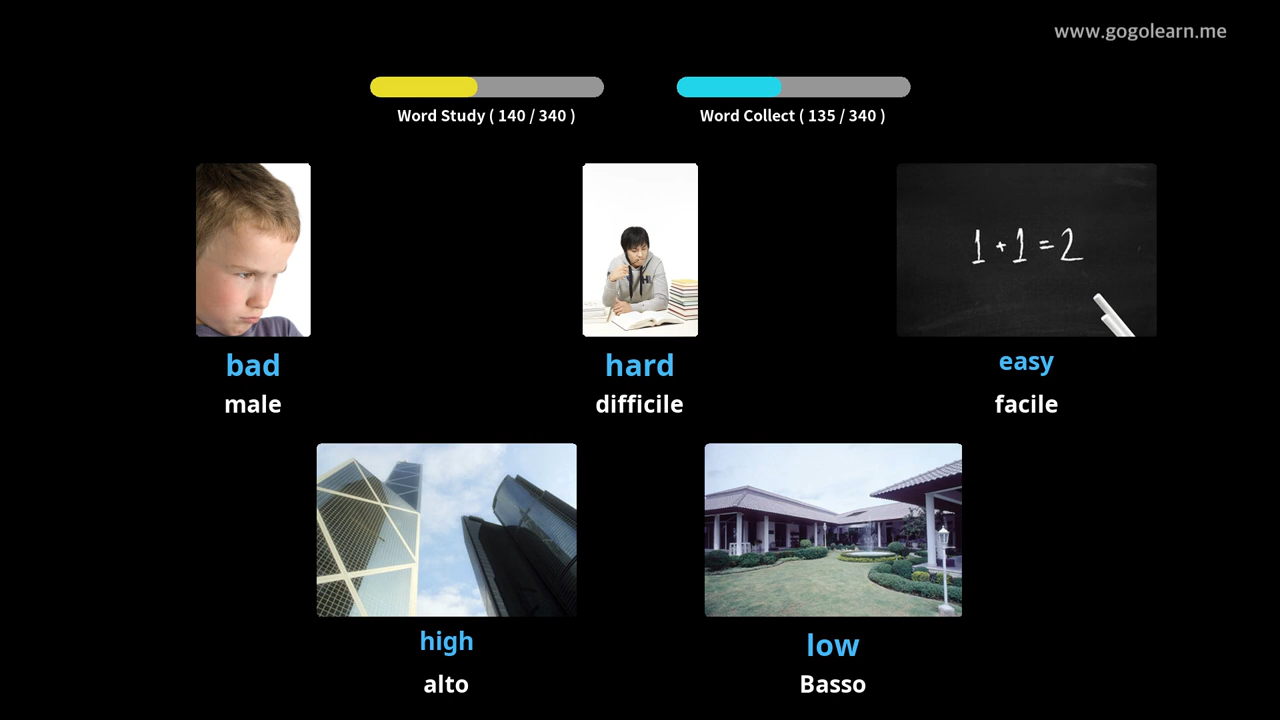 www.gogolearn.me
Word Study ( 140 / 340 )
Word Collect ( 135 / 340 )
1 + 1 = 2
bad
male
hard
difficile
easy
facile
high
alto
low
Basso